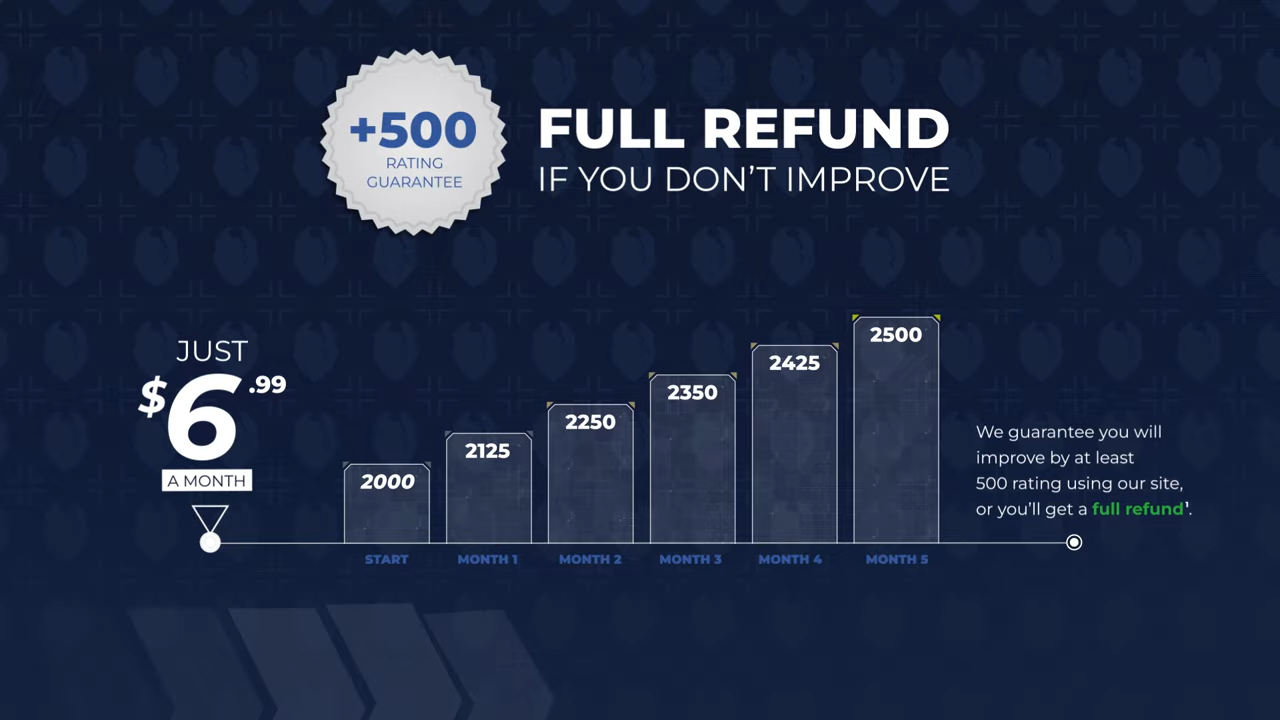 +500
RATING
GUARANTEE
FULL REFUND
IF YOU DON'T IMPROVE
JUST
$6.99
A MONTH
2000
2125
2250
2350
2425
2500
START
MONTH 1
MONTH 2
MONTH 3
MONTH 4
MONTH 5
We guarantee you will
improve by at least
500 rating using our site,
or you'll get a full refund¹.